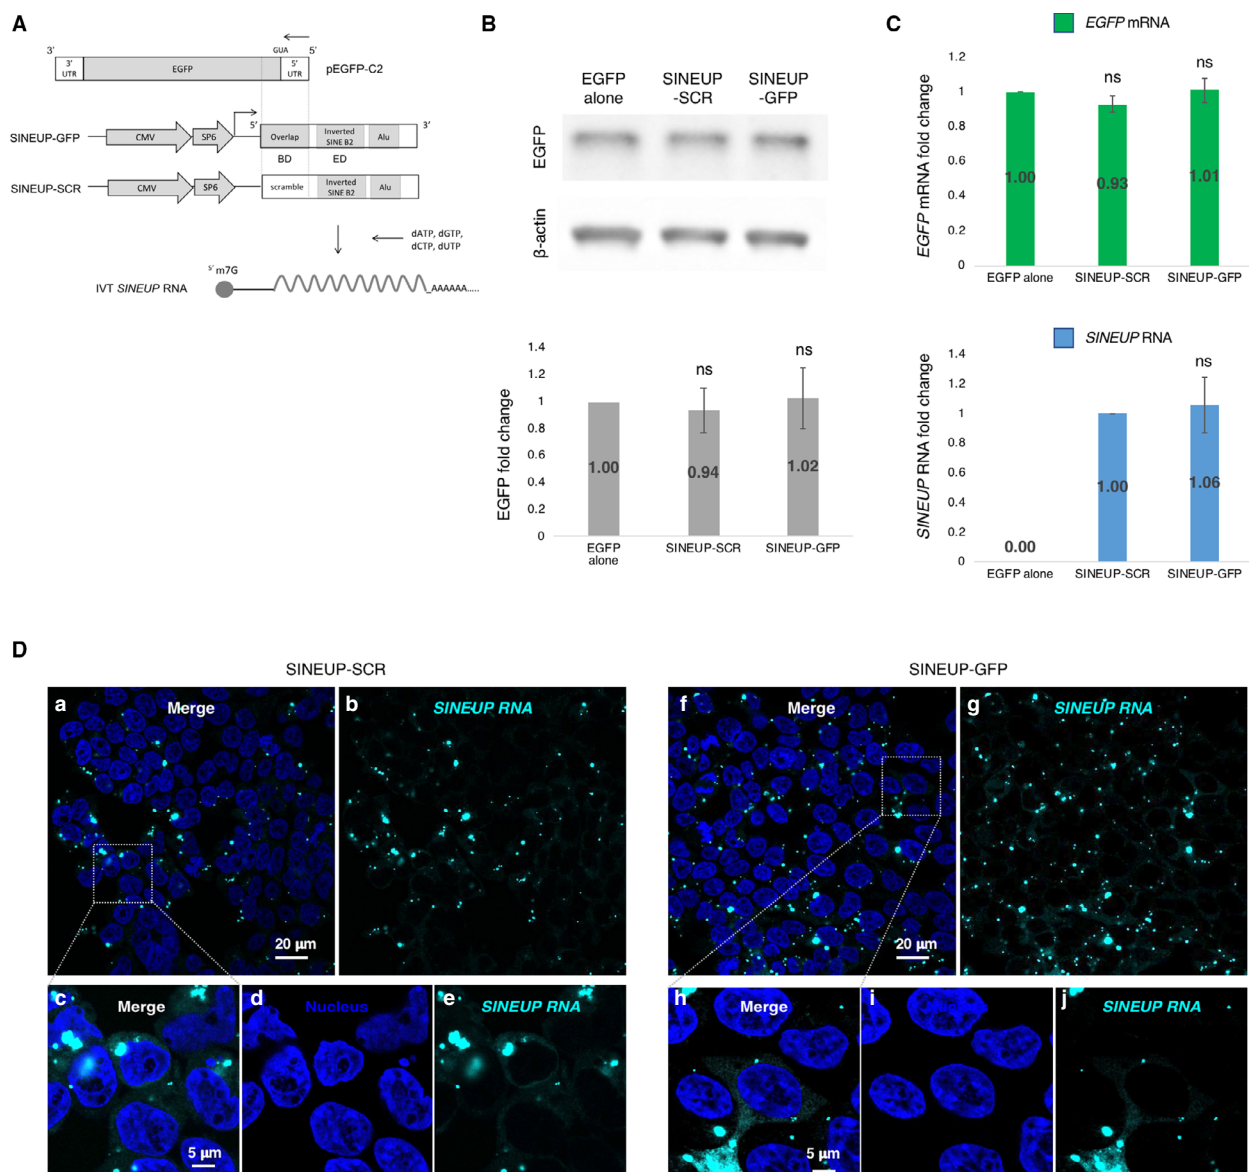 A
3′
GUA
5′
3′
UTR
EGFP
5′
UTR
pEGFP-C2
SINEUP-GFP
CMV
SP6
5′
Overlap
Inverted
SINE B2
Alu
3′
BD
ED
SINEUP-SCR
CMV
SP6
scramble
Inverted
SINE B2
Alu
dATP, dGTP,
dCTP, dUTP
5′ m7G
IVT SINEUP RNA
_AAAAAA.....
B
EGFP
alone
SINEUP
-SCR
SINEUP
-GFP
EGFP
β-actin
EGFP fold change
1.4
1.2
1
0.8
0.6
0.4
0.2
0
ns
ns
1.00
0.94
1.02
EGFP
alone
SINEUP-SCR
SINEUP-GFP
C
EGFP mRNA
EGFP mRNA fold change
1.2
1
0.8
0.6
0.4
0.2
0
ns
ns
1.00
0.93
1.01
EGFP alone
SINEUP-SCR
SINEUP-GFP
SINEUP RNA
SINEUP RNA fold change
1.4
1.2
1
0.8
0.6
0.4
0.2
0
ns
0.00
1.00
1.06
EGFP alone
SINEUP-SCR
SINEUP-GFP
D
SINEUP-SCR
a
Merge
20 µm
b
SINEUP RNA
c
Merge
5 µm
d
Nucleus
e
SINEUP RNA
SINEUP-GFP
f
Merge
20 µm
g
SINEUP RNA
h
Merge
5 µm
i
j
SINEUP RNA